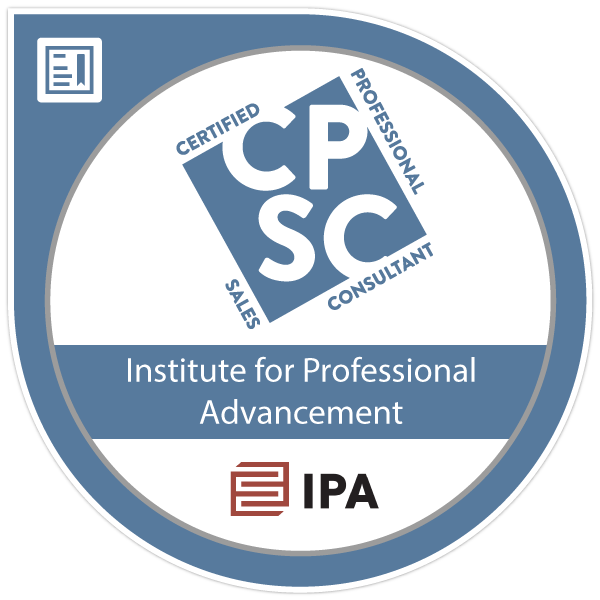 CERTIFIED
PROFESSIONAL
CP
SC
SALES
CONSULTANT
Institute for Professional
Advancement
IPA